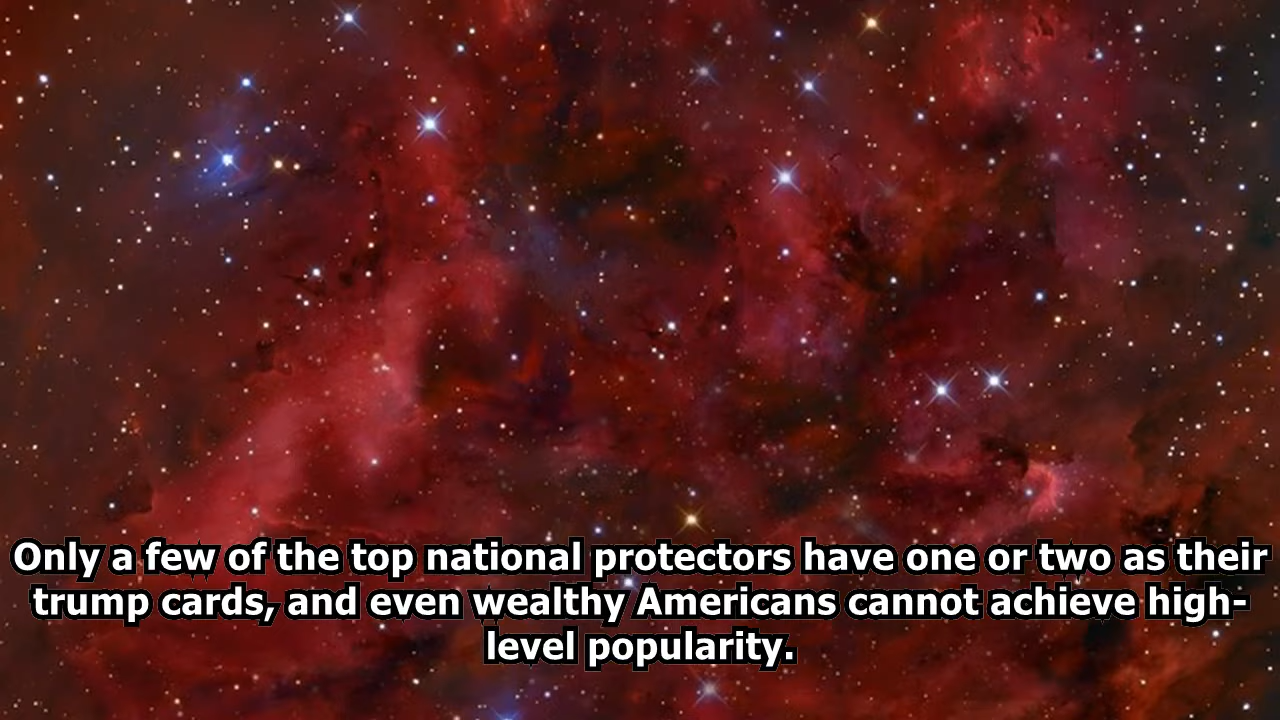 Only a few of the top national protectors have one or two as their
trump cards, and even wealthy Americans cannot achieve high-
level popularity.